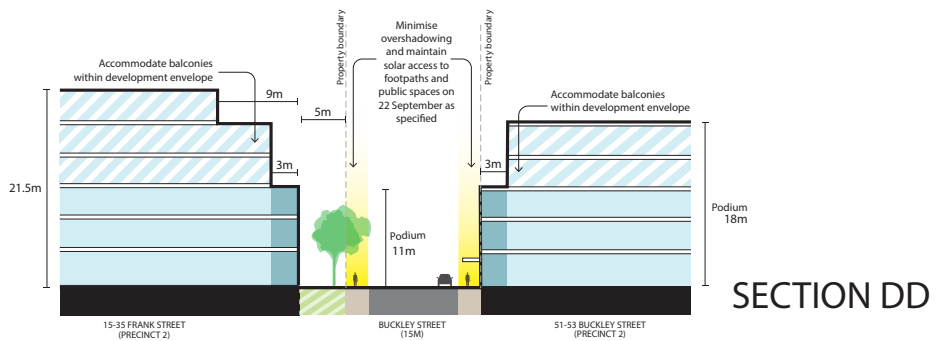 Property boundary
Minimise
overshadowing
and maintain
solar access to
footpaths and
public spaces on
22 September as
specified
Property boundary
Accommodate balconies
within development envelope
9m
5m
Accommodate balconies
within development envelope
3m
3m
21.5m
Podium
11m
Podium
18m
SECTION DD
15-35 FRANK STREET
(PRECINCT 2)
BUCKLEY STREET
(15M)
51-53 BUCKLEY STREET
(PRECINCT 2)